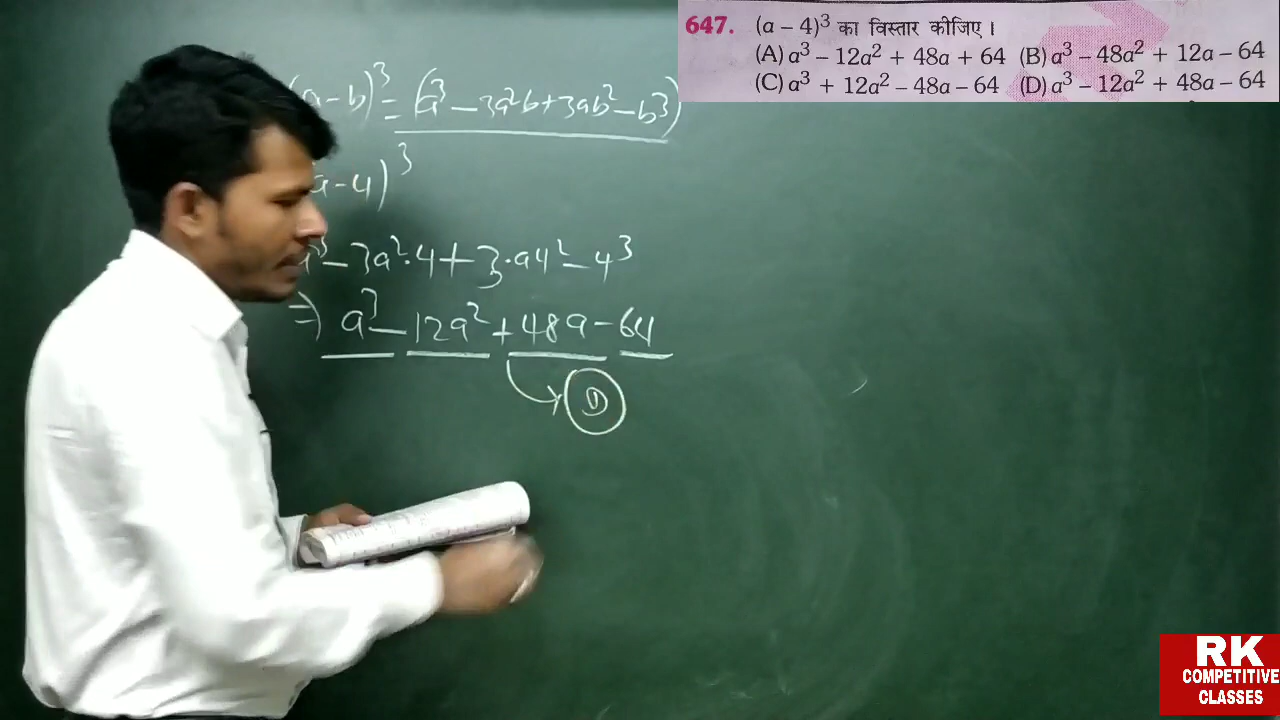 647. (a – 4)³ का विस्तार कीजिए।
(A) a³ – 12a² + 48a + 64 (B) a³ – 48a² + 12a – 64
(C) a³ + 12a² – 48a – 64 (D) a³ – 12a² + 48a – 64
a-b)³ = (a³ - 3a²b + 3ab² - b³)
a-4)³
a³ - 3a²·4 + 3·a4² - 4³
⇒ a³ - 12a² + 48a - 64
D
RK
COMPETITIVE
CLASSES